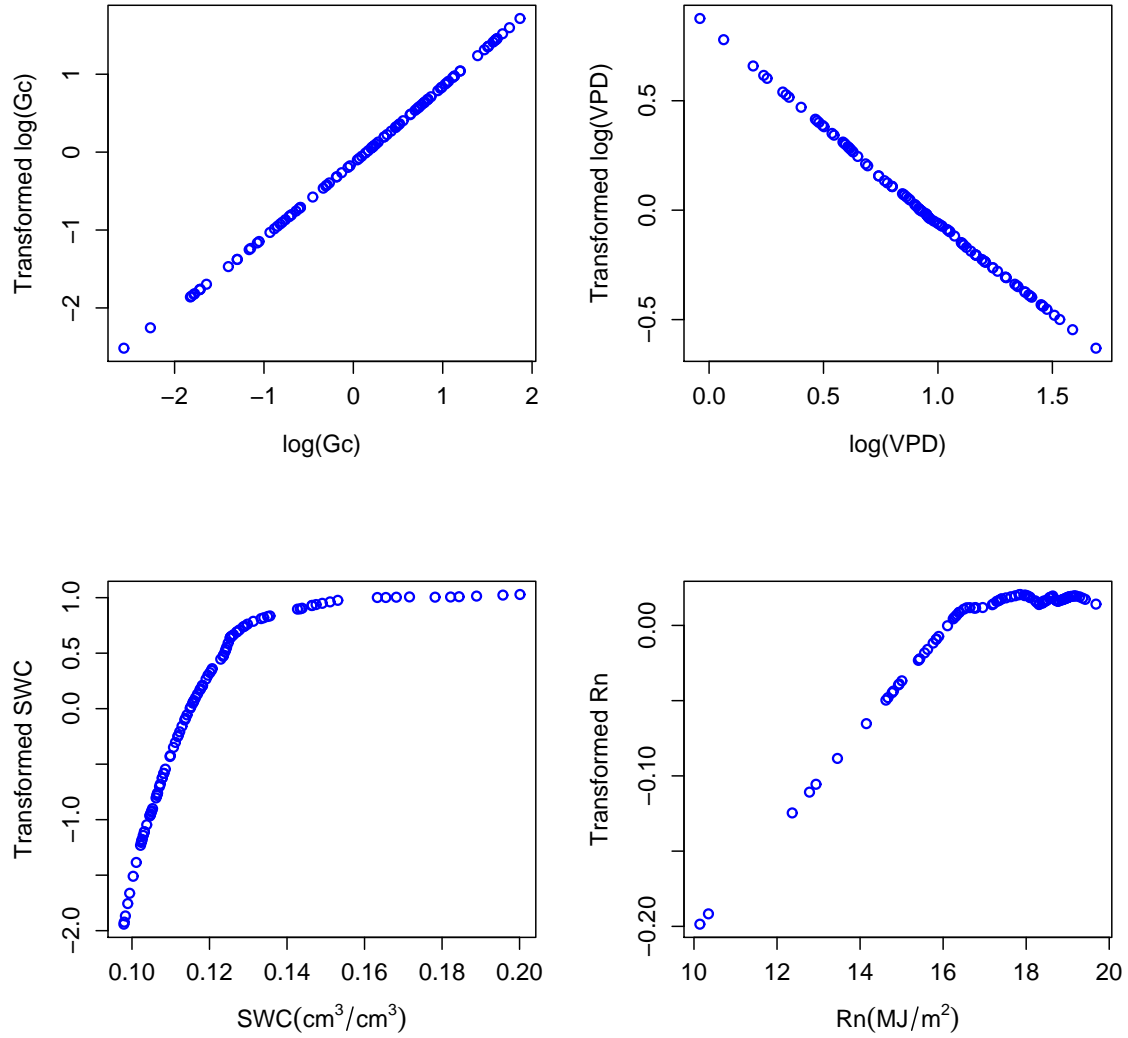 Transformed log(Gc)
1
0
−1
−2
−2 −1 0 1 2
log(Gc)
Transformed log(VPD)
0.5
0.0
−0.5
0.0 0.5 1.0 1.5
log(VPD)
Transformed SWC
1.0
0.5
0.0
−1.0
−2.0
0.10 0.12 0.14 0.16 0.18 0.20
SWC(cm³/cm³)
Transformed Rn
0.00
−0.10
−0.20
10 12 14 16 18 20
Rn(MJ/m²)